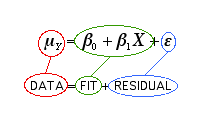 μY = β0 + β1X + ε
DATA = FIT + RESIDUAL